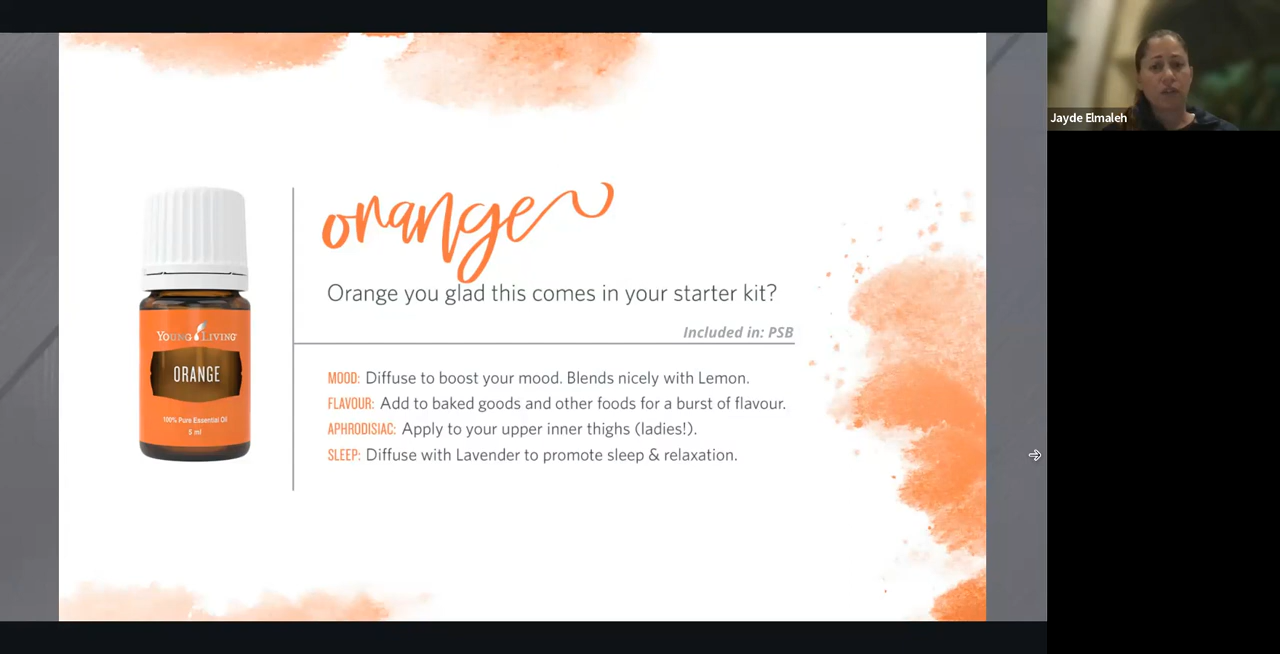 orange
Orange you glad this comes in your starter kit?
Included in: PSB
MOOD: Diffuse to boost your mood. Blends nicely with Lemon.
FLAVOUR: Add to baked goods and other foods for a burst of flavour.
APHRODISIAC: Apply to your upper inner thighs (ladies!).
SLEEP: Diffuse with Lavender to promote sleep & relaxation.
YOUNG LIVING
ORANGE
100% Pure Essential Oil
5 ml
Jayde Elmaleh